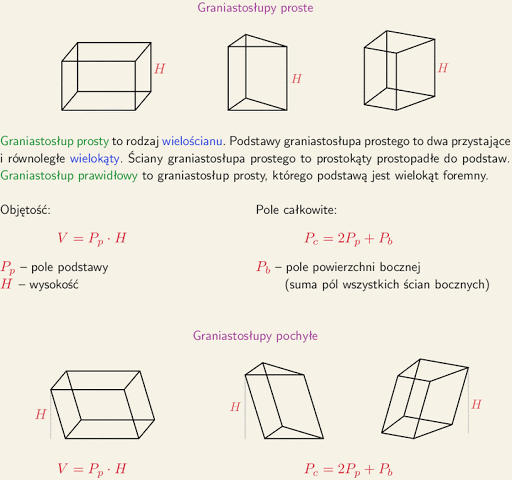 Graniastosłupy proste
H
H
H
Graniastosłup prosty to rodzaj wielościanu. Podstawy graniastosłupa prostego to dwa przystające
i równoległe wielokąty. Ściany graniastosłupa prostego to prostokąty prostopadłe do podstaw.
Graniastosłup prawidłowy to graniastosłup prosty, którego podstawą jest wielokąt foremny.
Objętość:
V = P_p · H
P_p – pole podstawy
H – wysokość
Pole całkowite:
P_c = 2P_p + P_b
P_b – pole powierzchni bocznej
(suma pól wszystkich ścian bocznych)
Graniastosłupy pochyłe
H
H
H
V = P_p · H
P_c = 2P_p + P_b